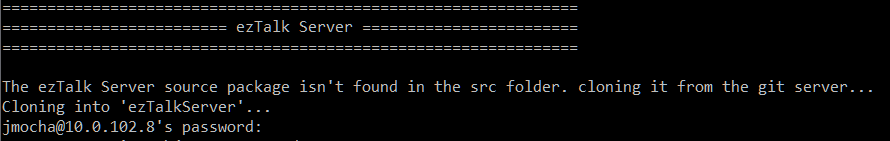 ================================================================
========================= ezTalk Server ========================
================================================================
The ezTalk Server source package isn't found in the src folder. cloning it from the git server...
Cloning into 'ezTalkServer'...
jmocha@10.0.102.8's password: